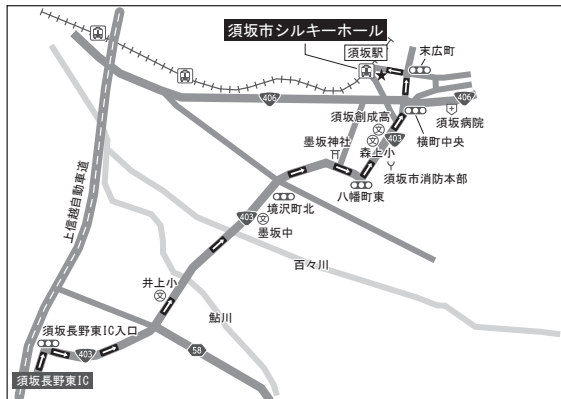 須坂市シルキーホール
須坂駅
末広町
406
406
須坂創成高
須坂病院
横町中央
墨坂神社
403
森上小
須坂市消防本部
八幡町東
上信越自動車道
境沢町北
403
墨坂中
百々川
井上小
鮎川
須坂長野東IC入口
403
58
須坂長野東IC